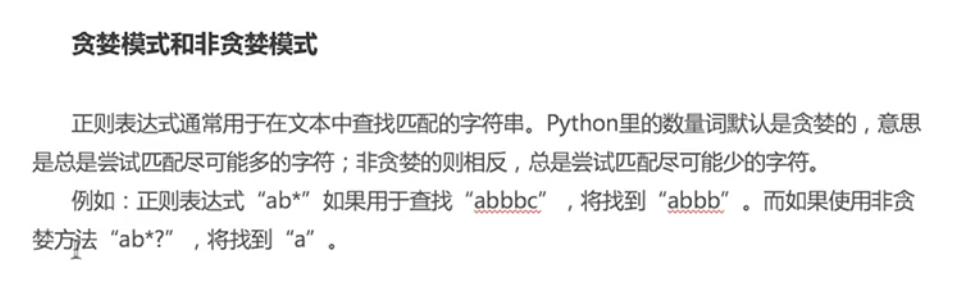 贪婪模式和非贪婪模式
正则表达式通常用于在文本中查找匹配的字符串。Python里的数量词默认是贪婪的，意思
是总是尝试匹配尽可能多的字符；非贪婪的则相反，总是尝试匹配尽可能少的字符。
例如：正则表达式“ab*”如果用于查找“abbbc”，将找到“abbb”。而如果使用非贪
婪方法“ab*?”，将找到“a”。